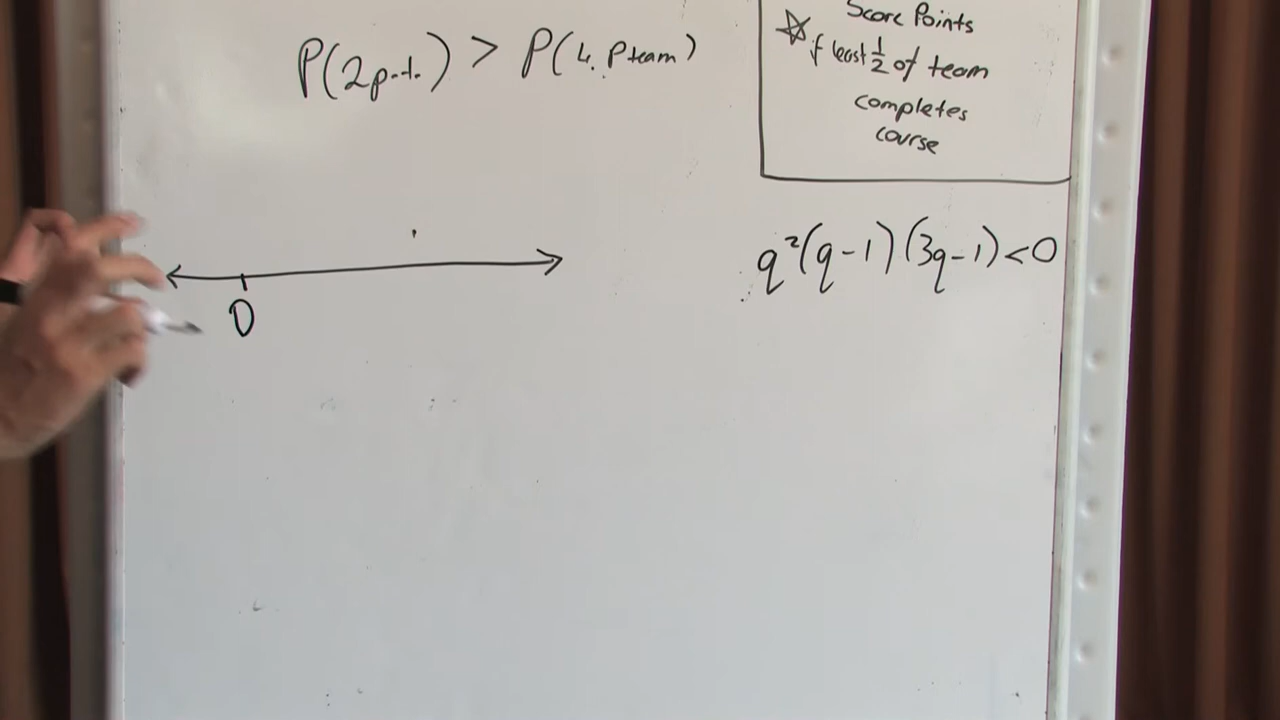 P(2p.t.) > P(4.Pteam)
Score Points
☆ if least 1/2 of team
completes
course
q²(q-1)(3q-1)<0
0